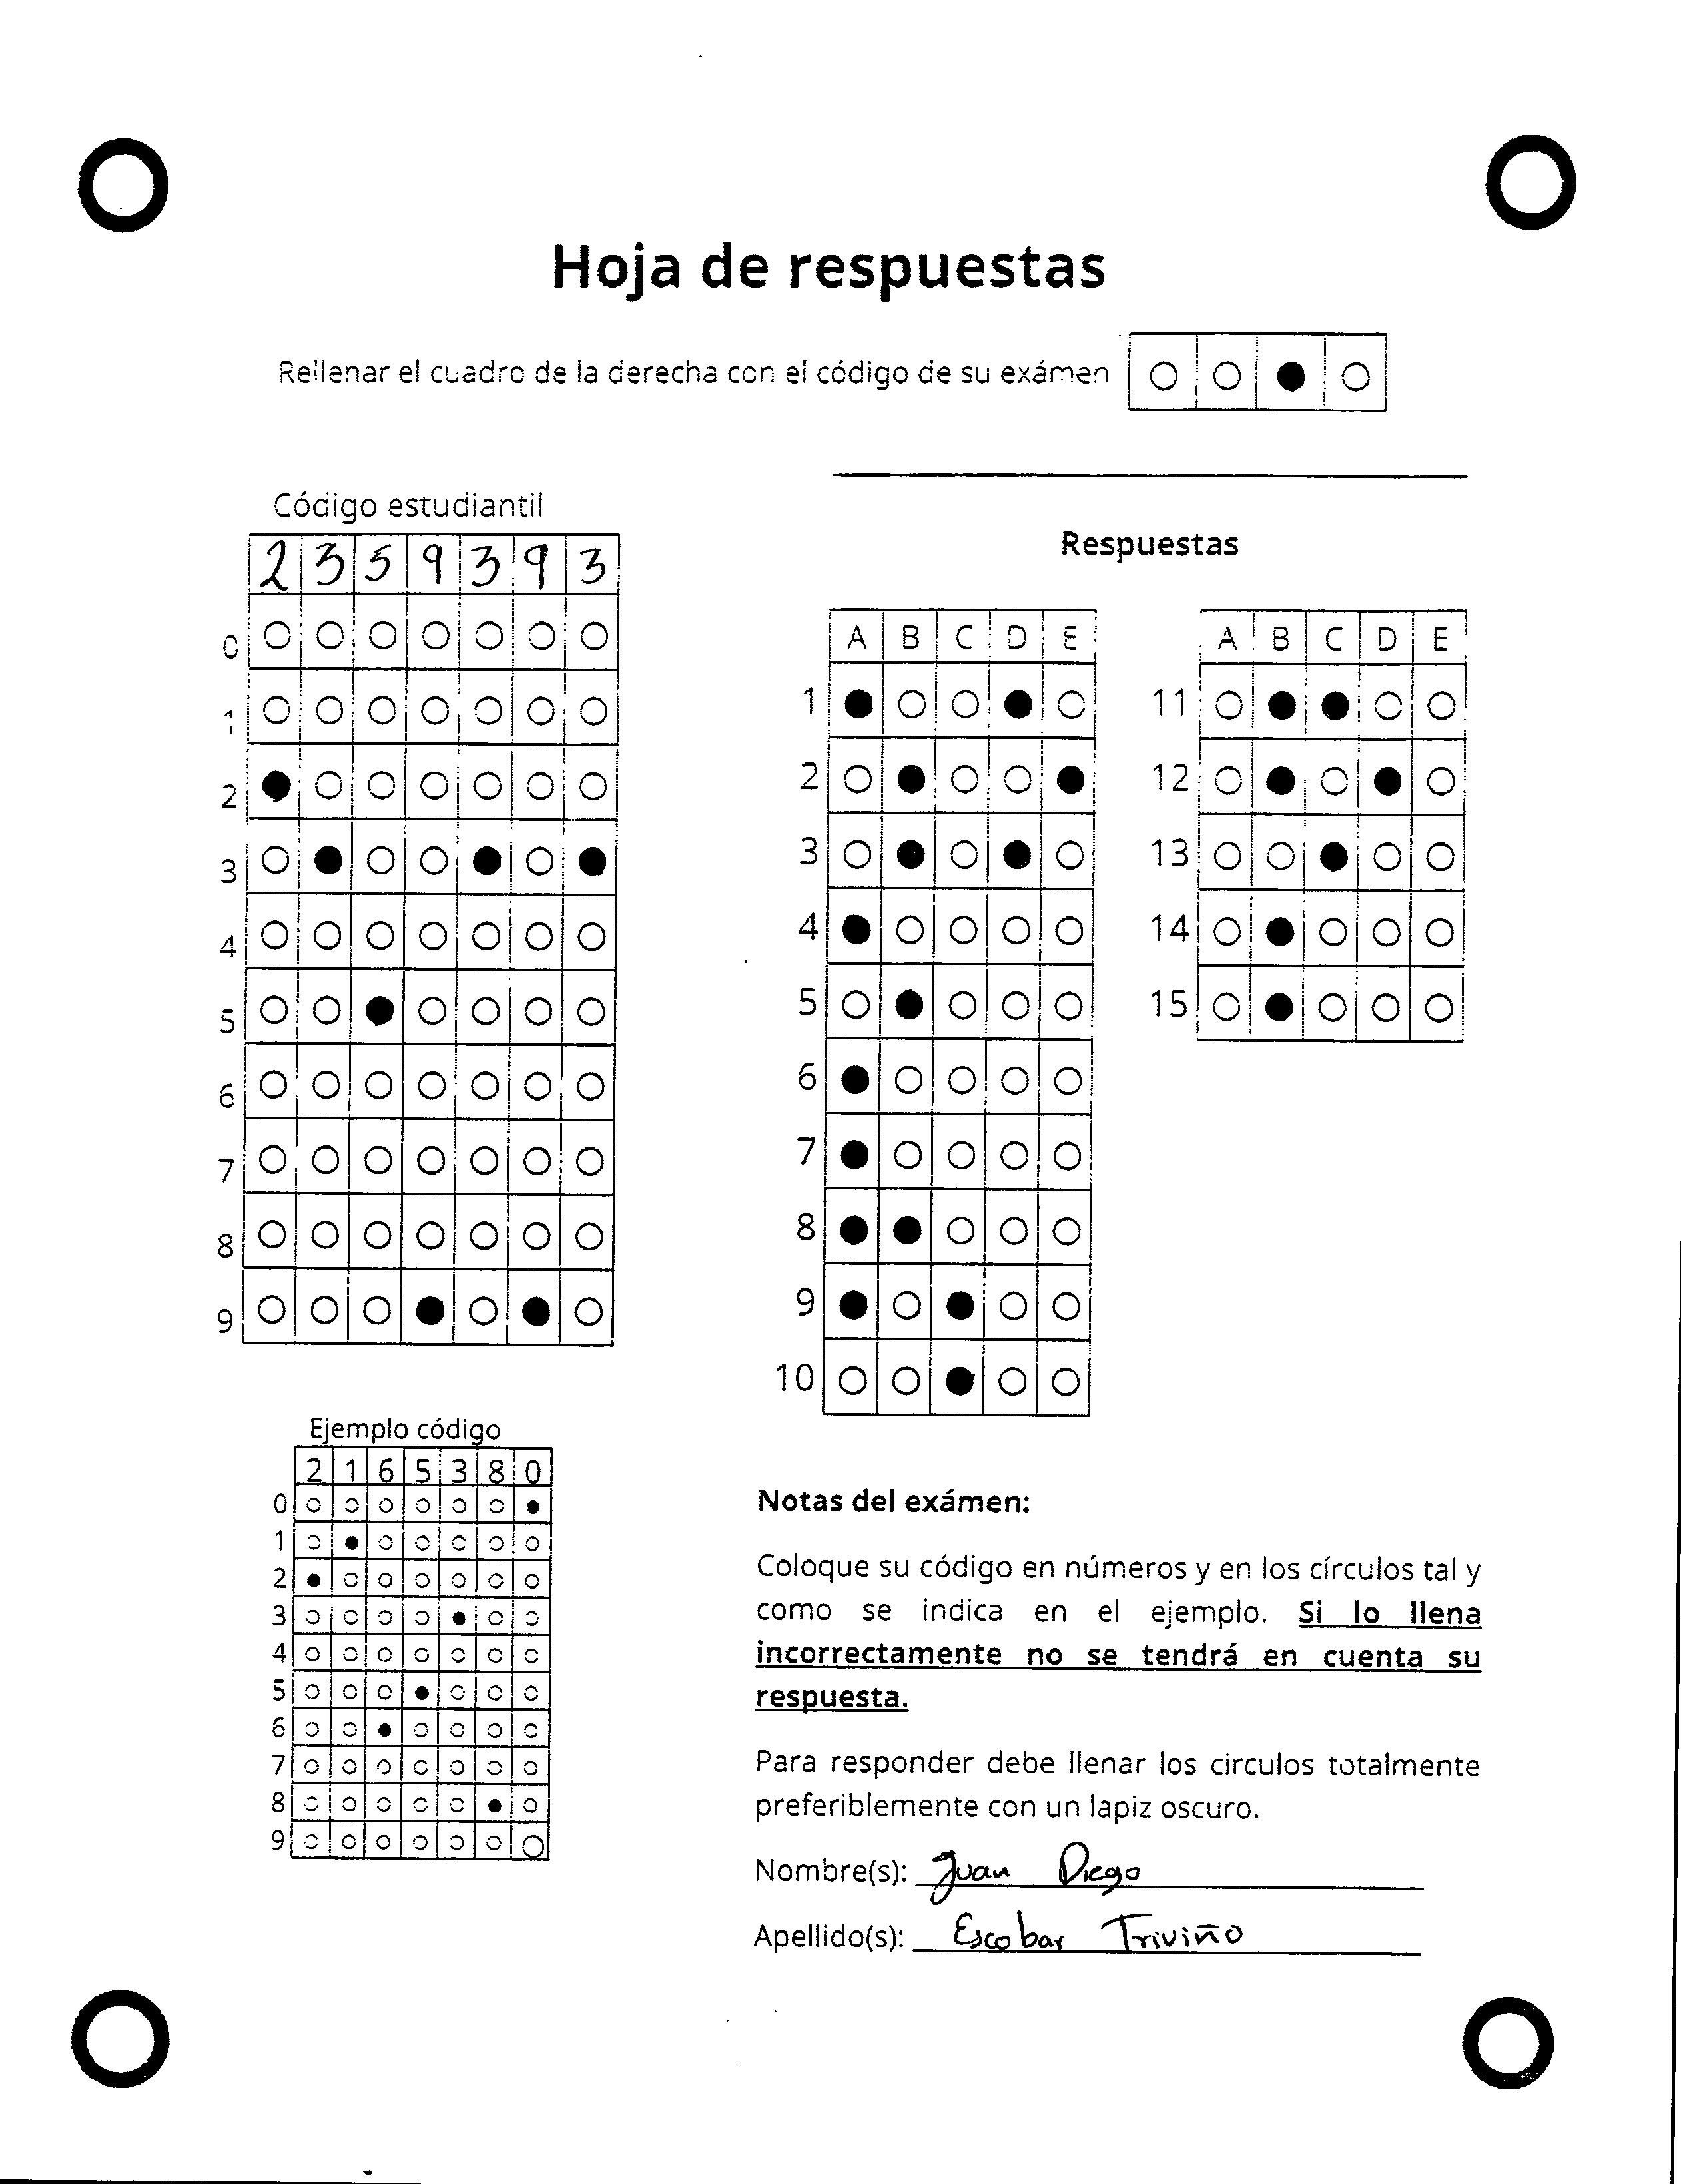 Hoja de respuestas
Rellenar el cuadro de la derecha con el código de su exámen
Código estudiantil
2 3 5 9 3 9 3
0
1
2
3
4
5
6
7
8
9
Respuestas
A B C D E
1
2
3
4
5
6
7
8
9
10
A B C D E
11
12
13
14
15
Ejemplo código
2 1 6 5 3 8 0
0
1
2
3
4
5
6
7
8
9
Notas del exámen:
Coloque su código en números y en los círculos tal y
como se indica en el ejemplo. Si lo llena
incorrectamente no se tendrá en cuenta su
respuesta.
Para responder debe llenar los circulos totalmente
preferiblemente con un lapiz oscuro.
Nombre(s): Juan Diego
Apellido(s): Escobar Triviño